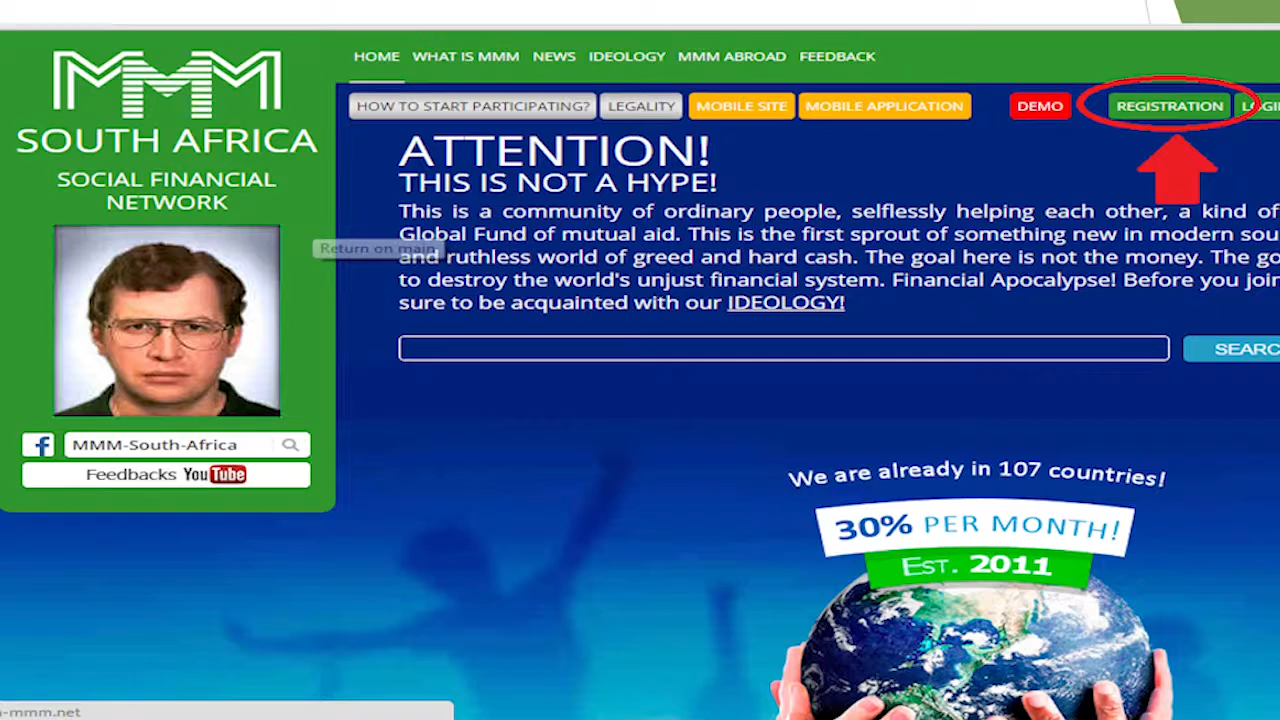 MMM
SOUTH AFRICA
SOCIAL FINANCIAL
NETWORK
MMM-South-Africa
Feedbacks YouTube
HOME WHAT IS MMM NEWS IDEOLOGY MMM ABROAD FEEDBACK
HOW TO START PARTICIPATING? LEGALITY MOBILE SITE MOBILE APPLICATION DEMO REGISTRATION
ATTENTION!
THIS IS NOT A HYPE!
This is a community of ordinary people, selflessly helping each other, a kind of
Return on main
Global Fund of mutual aid. This is the first sprout of something new in modern
and ruthless world of greed and hard cash. The goal here is not the money. The
to destroy the world's unjust financial system. Financial Apocalypse! Before you
sure to be acquainted with our IDEOLOGY!
We are already in 107 countries!
30% PER MONTH!
EST. 2011
-mmm.net